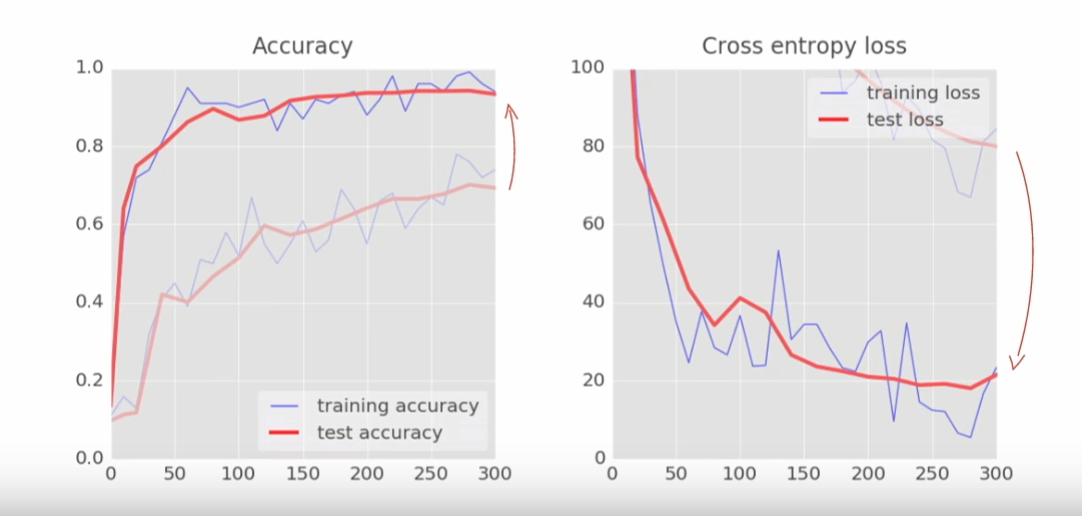 Accuracy
1.0
0.8
0.6
0.4
0.2
0.0
0 50 100 150 200 250 300
training accuracy
test accuracy
Cross entropy loss
100
80
60
40
20
0
0 50 100 150 200 250 300
training loss
test loss